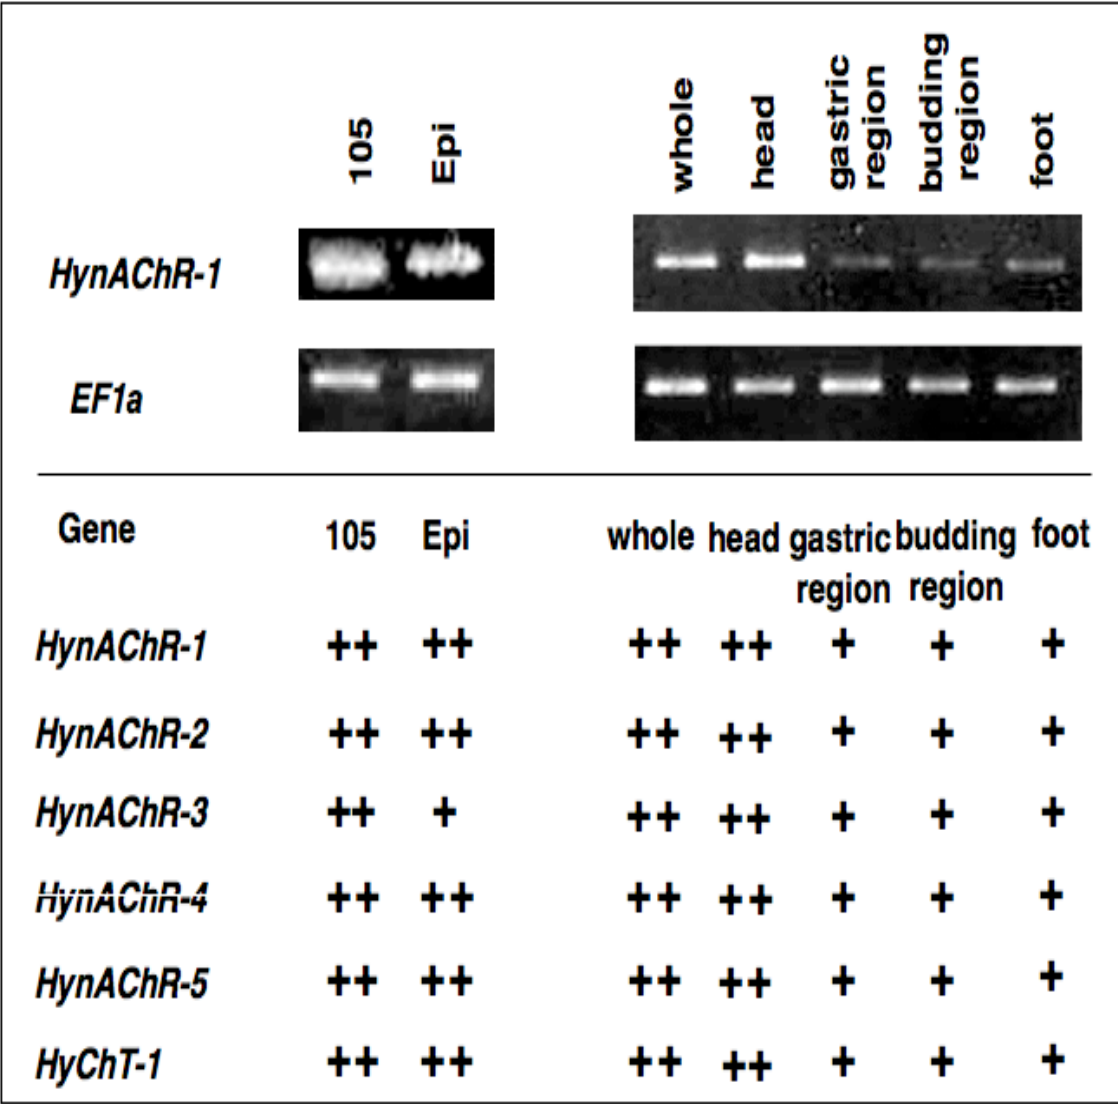 105 Epi whole head gastric region budding region foot
HynAChR-1
EF1a
Gene 105 Epi whole head gastric budding foot
region region
HynAChR-1 ++ ++ ++ ++ + + +
HynAChR-2 ++ ++ ++ ++ + + +
HynAChR-3 ++ + ++ ++ + + +
HynAChR-4 ++ ++ ++ ++ + + +
HynAChR-5 ++ ++ ++ ++ + + +
HyChT-1 ++ ++ ++ ++ + + +